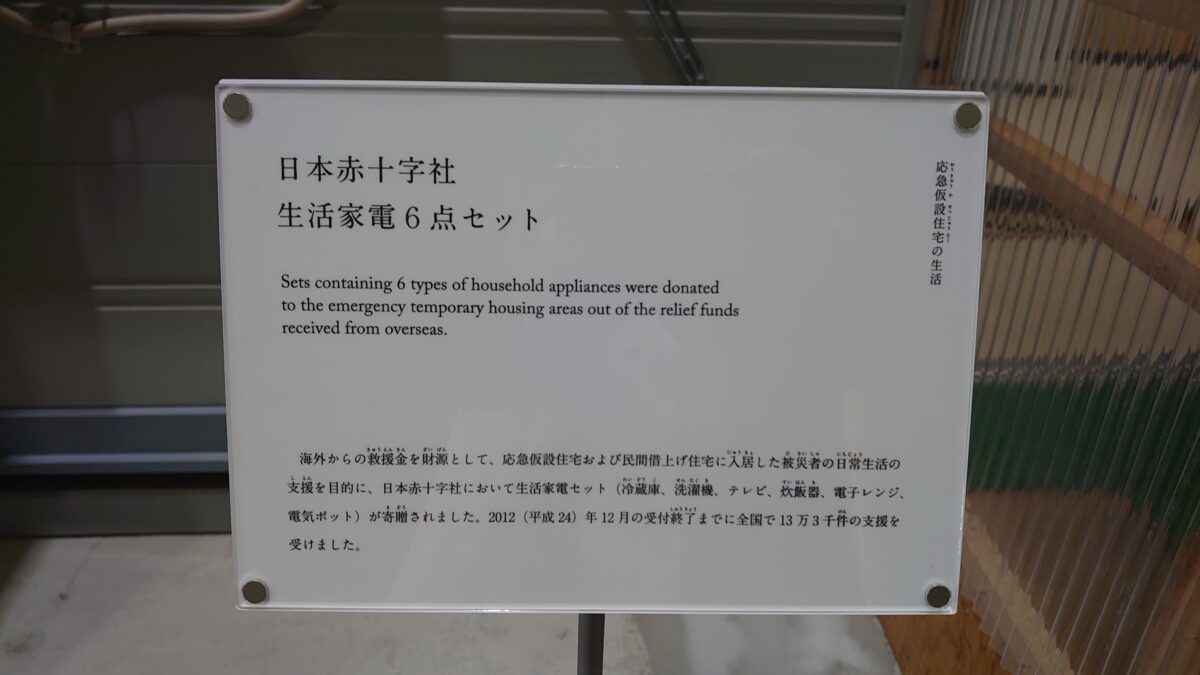 日本赤十字社
生活家電6点セット
Sets containing 6 types of household appliances were donated
to the emergency temporary housing areas out of the relief funds
received from overseas.
海外からの救援金を財源として、応急仮設住宅および民間借上げ住宅に入居した被災者の日常生活の
支援を目的に、日本赤十字社において生活家電セット（冷蔵庫、洗濯機、テレビ、炊飯器、電子レンジ、
電気ポット）が寄贈されました。2012（平成24）年12月の受付終了までに全国で13万3千件の支援を
受けました。
応急仮設住宅の生活